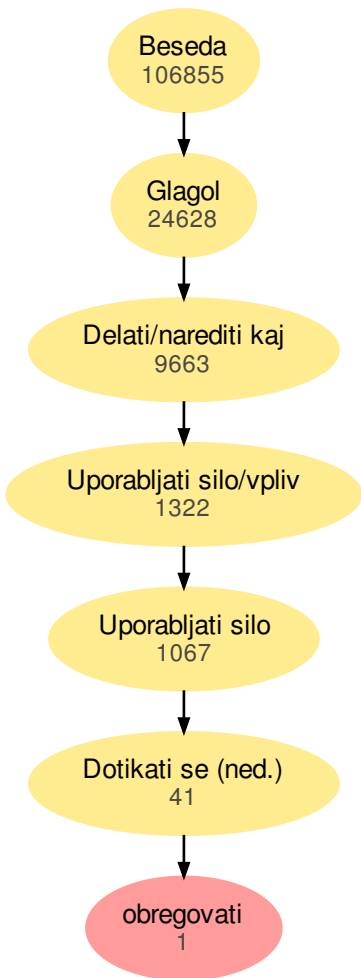 Beseda
106855
Glagol
24628
Delati/narediti kaj
9663
Uporabljati silo/vpliv
1322
Uporabljati silo
1067
Dotikati se (ned.)
41
obregovati
1